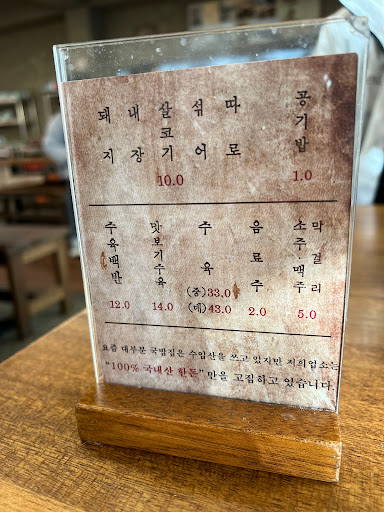 돼지 내장 살코기 섞어 따로 공기밥
10.0 1.0
수육백반 맛보기수육 수육 음료수 소주·맥주 막걸리
(중)33.0
12.0 14.0 (대)43.0 2.0 5.0
요즘 대부분 국밥집은 수입산을 쓰고 있지만 저희업소는
"100% 국내산 한돈" 만을 고집하고 있습니다.